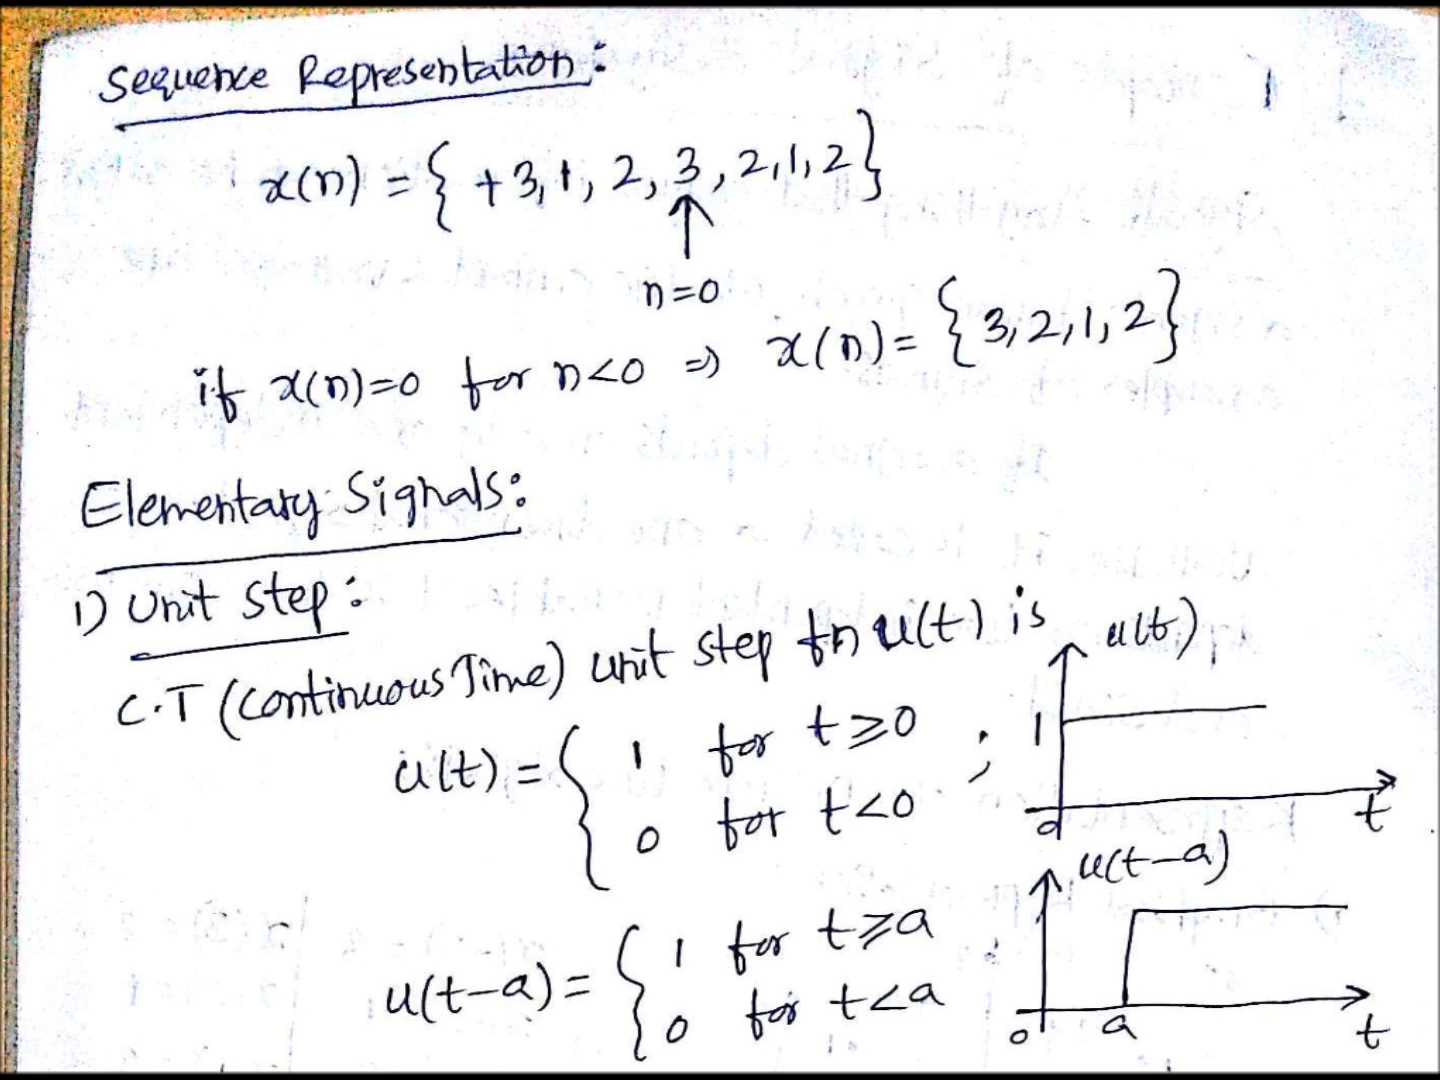 Sequence Representation:
1
x(n) = { +3, 1, 2, 3, 2, 1, 2 }
↑
n=0
if x(n)=0 for n<0 ⇒ x(n) = { 3, 2, 1, 2 }
Elementary Signals:
1) Unit Step:
C.T (Continuous Time) unit step fn u(t) is
u(t) = { 1 for t ≥ 0 ;
0 for t < 0
u(t)
1
0
t
u(t-a) = { 1 for t ≥ a
0 for t < a
u(t-a)
0 a
t